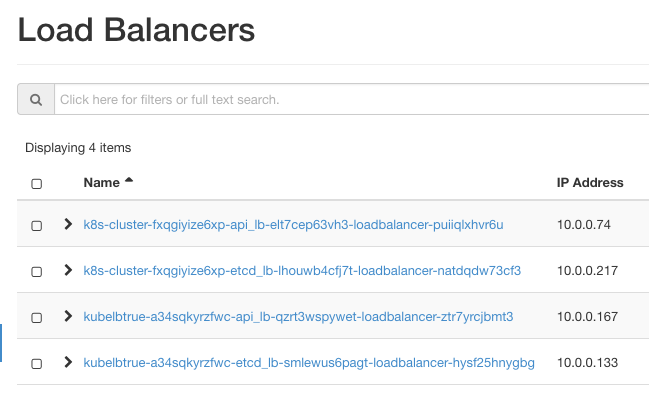 Load Balancers
Click here for filters or full text search.
Displaying 4 items
Name IP Address
k8s-cluster-fxqgiyize6xp-api_lb-elt7cep63vh3-loadbalancer-puiiqlxhvr6u 10.0.0.74
k8s-cluster-fxqgiyize6xp-etcd_lb-lhouwb4cfj7t-loadbalancer-natdqdw73cf3 10.0.0.217
kubelbtrue-a34sqkyrzfwc-api_lb-qzrt3wspywet-loadbalancer-ztr7yrcjbmt3 10.0.0.167
kubelbtrue-a34sqkyrzfwc-etcd_lb-smlewus6pagt-loadbalancer-hysf25hnygbg 10.0.0.133